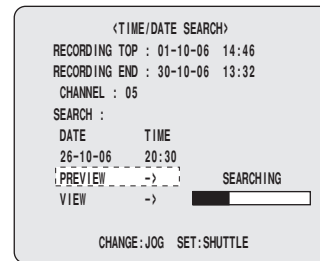 <TIME/DATE SEARCH>
RECORDING TOP : 01-10-06 14:46
RECORDING END : 30-10-06 13:32
CHANNEL : 05
SEARCH :
DATE TIME
26-10-06 20:30
PREVIEW -> SEARCHING
VIEW ->
CHANGE:JOG SET:SHUTTLE